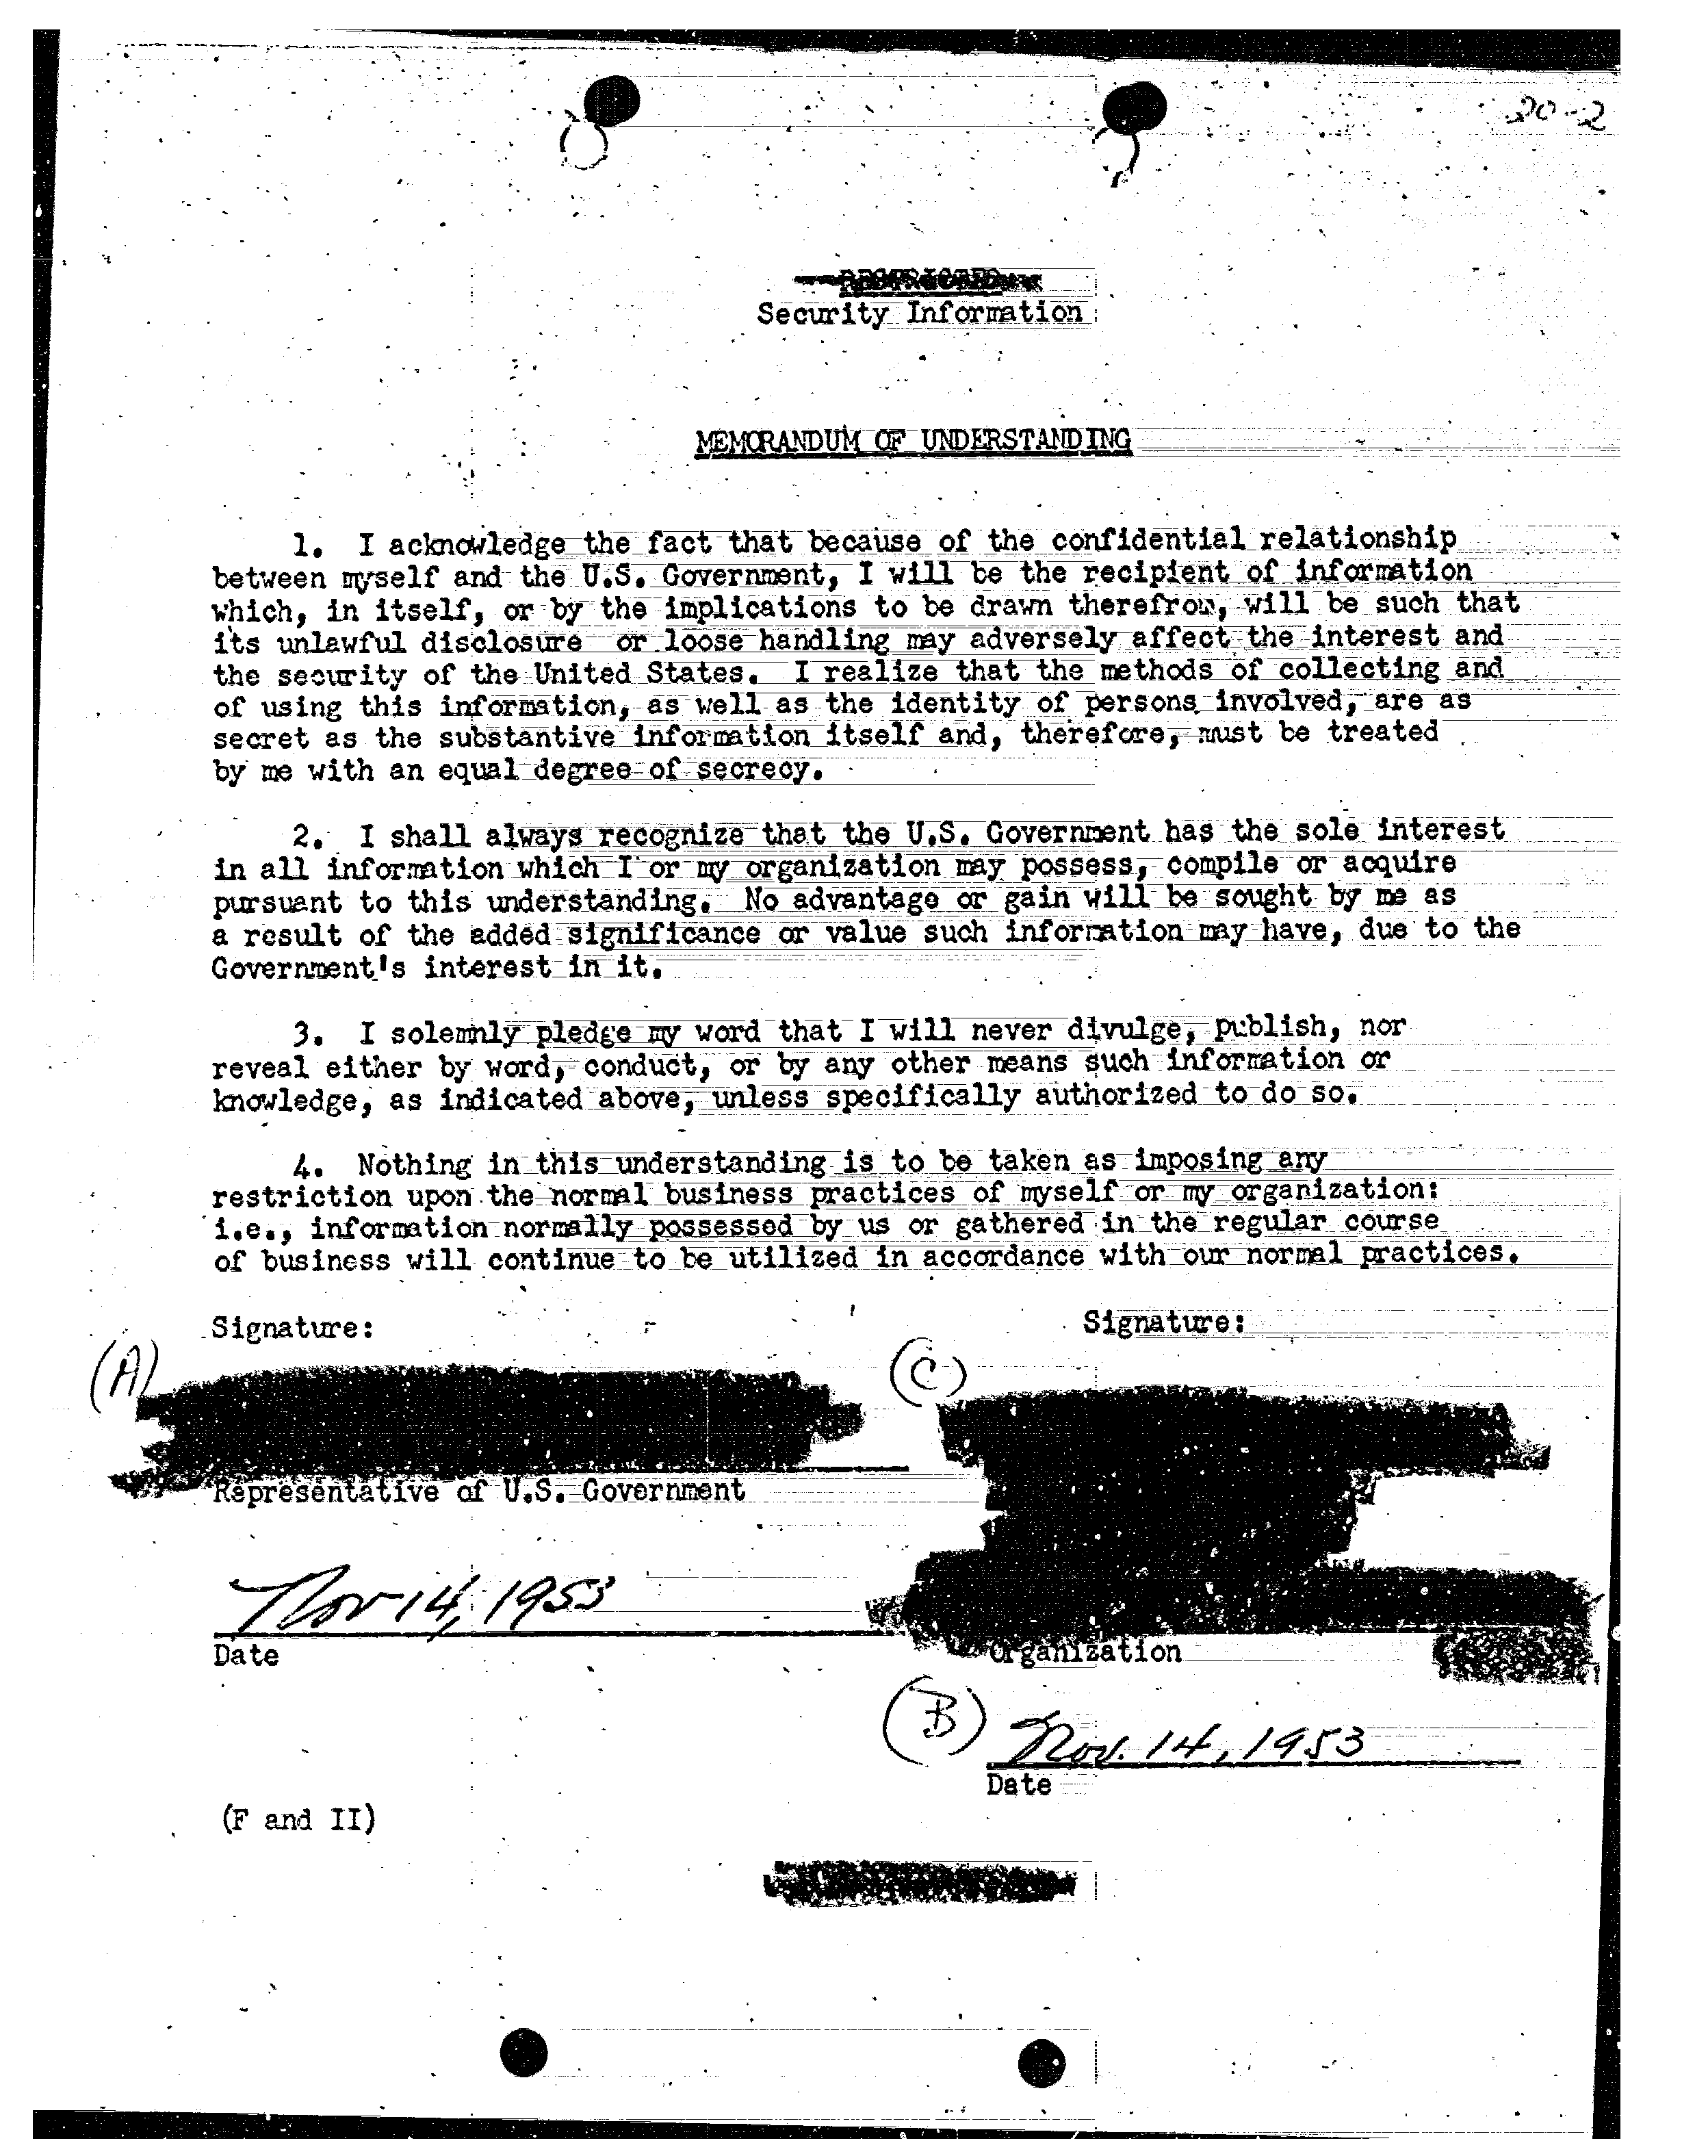 20-2
RESTRICTED
Security Information
MEMORANDUM OF UNDERSTANDING
1. I acknowledge the fact that because of the confidential relationship
between myself and the U.S. Government, I will be the recipient of information
which, in itself, or by the implications to be drawn therefrom, will be such that
its unlawful disclosure or loose handling may adversely affect the interest and
the security of the United States. I realize that the methods of collecting and
of using this information, as well as the identity of persons involved, are as
secret as the substantive information itself and, therefore, must be treated
by me with an equal degree of secrecy.
2. I shall always recognize that the U.S. Government has the sole interest
in all information which I or my organization may possess, compile or acquire
pursuant to this understanding. No advantage or gain will be sought by me as
a result of the added significance or value such information may have, due to the
Government's interest in it.
3. I solemnly pledge my word that I will never divulge, publish, nor
reveal either by word, conduct, or by any other means such information or
knowledge, as indicated above, unless specifically authorized to do so.
4. Nothing in this understanding is to be taken as imposing any
restriction upon the normal business practices of myself or my organization:
i.e., information normally possessed by us or gathered in the regular course
of business will continue to be utilized in accordance with our normal practices.
Signature: Signature:
(A) (C)
Representative of U.S. Government
Nov 14, 1953
Date Organization
(B) Nov. 14, 1953
Date
(F and II)